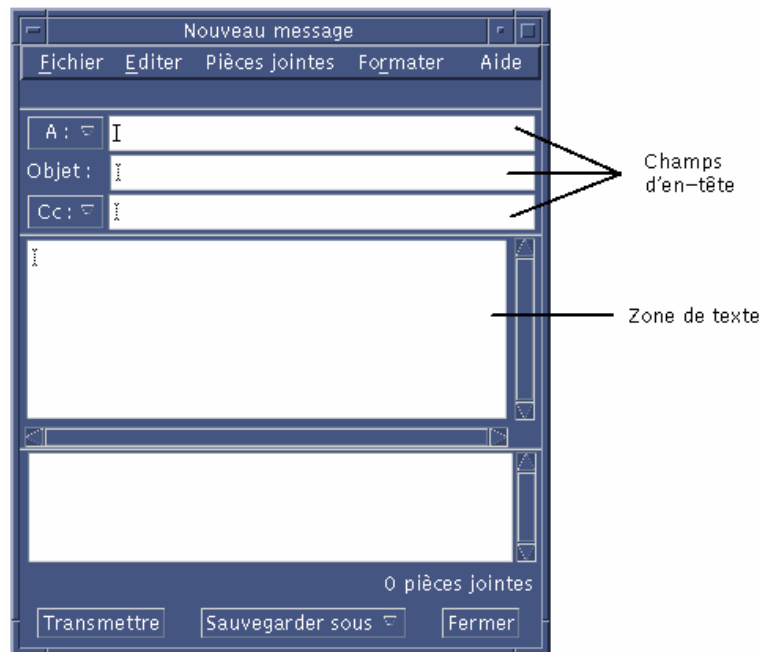 Nouveau message
Fichier Editer Pièces jointes Formater Aide
A :
Objet :
Cc :
Champs
d'en-tête
Zone de texte
0 pièces jointes
Transmettre Sauvegarder sous Fermer